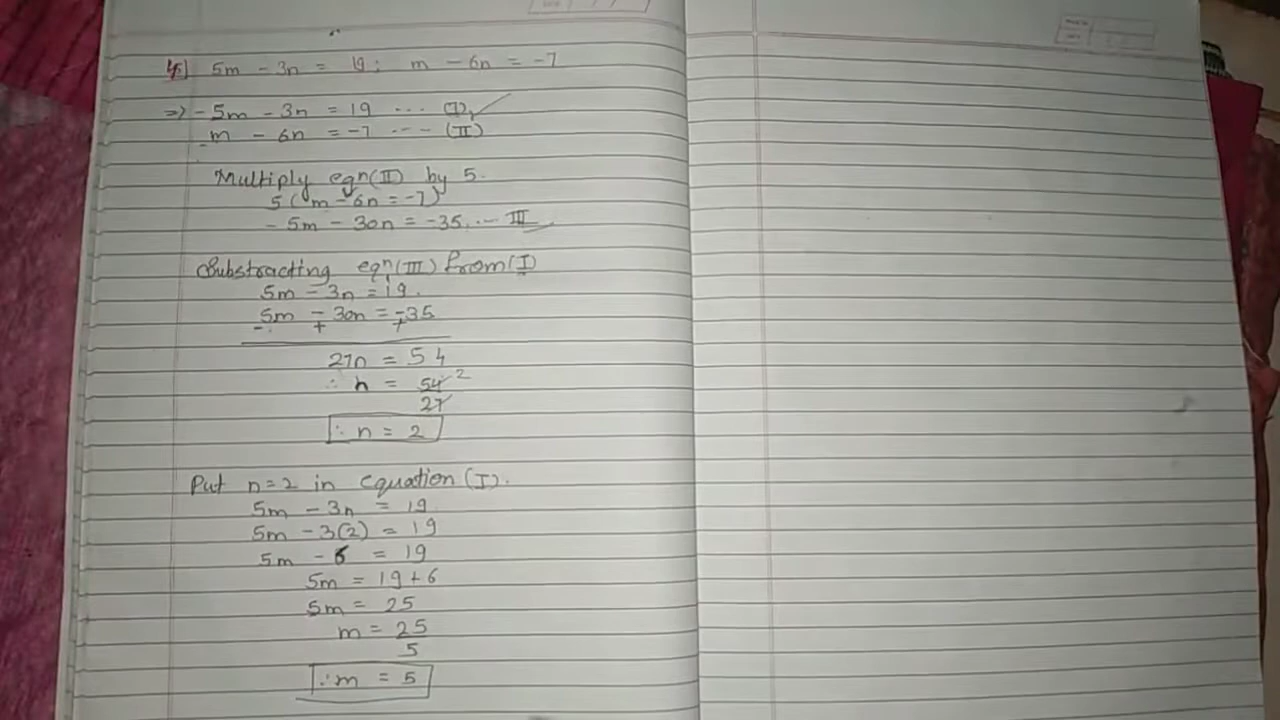 4) 5m - 3n = 19; m - 6n = -7
=> - 5m - 3n = 19 ... (I)
m - 6n = -7 --- (II)
Multiply eqn(II) by 5.
5( m - 6n = -7)
- 5m - 30n = -35 ... III
Substracting eqn(III) from (I)
5m - 3n = 19.
5m - 30n = -35
- + +
27n = 54
∴ n = 54 2
27
∴ n = 2
Put n=2 in equation (I).
5m - 3n = 19
5m - 3(2) = 19
5m - 6 = 19
5m = 19 + 6
5m = 25
m = 25
5
∴ m = 5